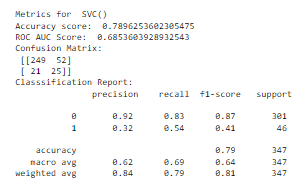 Metrics for  SVC()
Accuracy score:  0.7896253602305475
ROC AUC Score:  0.6853603928932543
Confusion Matrix:
 [[249  52]
 [ 21  25]]
Classsification Report:
              precision    recall  f1-score   support

           0       0.92      0.83      0.87       301
           1       0.32      0.54      0.41        46

    accuracy                           0.79       347
   macro avg       0.62      0.69      0.64       347
weighted avg       0.84      0.79      0.81       347